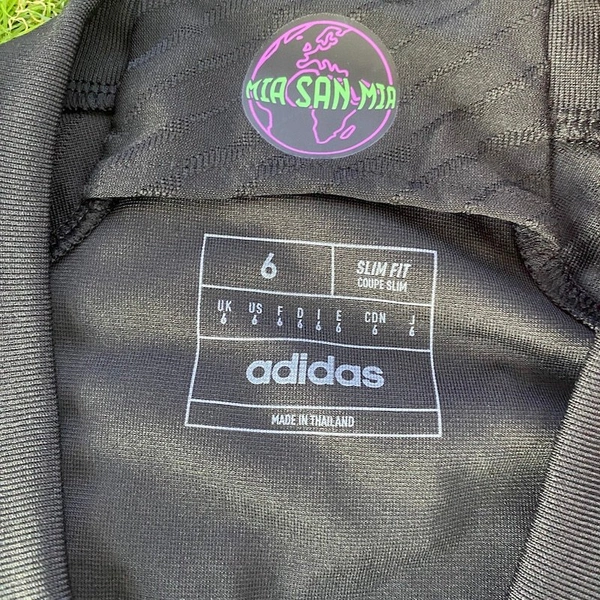 MIA SAN MIA
6
SLIM FIT
COUPE SLIM
UK US F D I E CDN J
6 6 6 6 6 6 6 6
adidas
MADE IN THAILAND